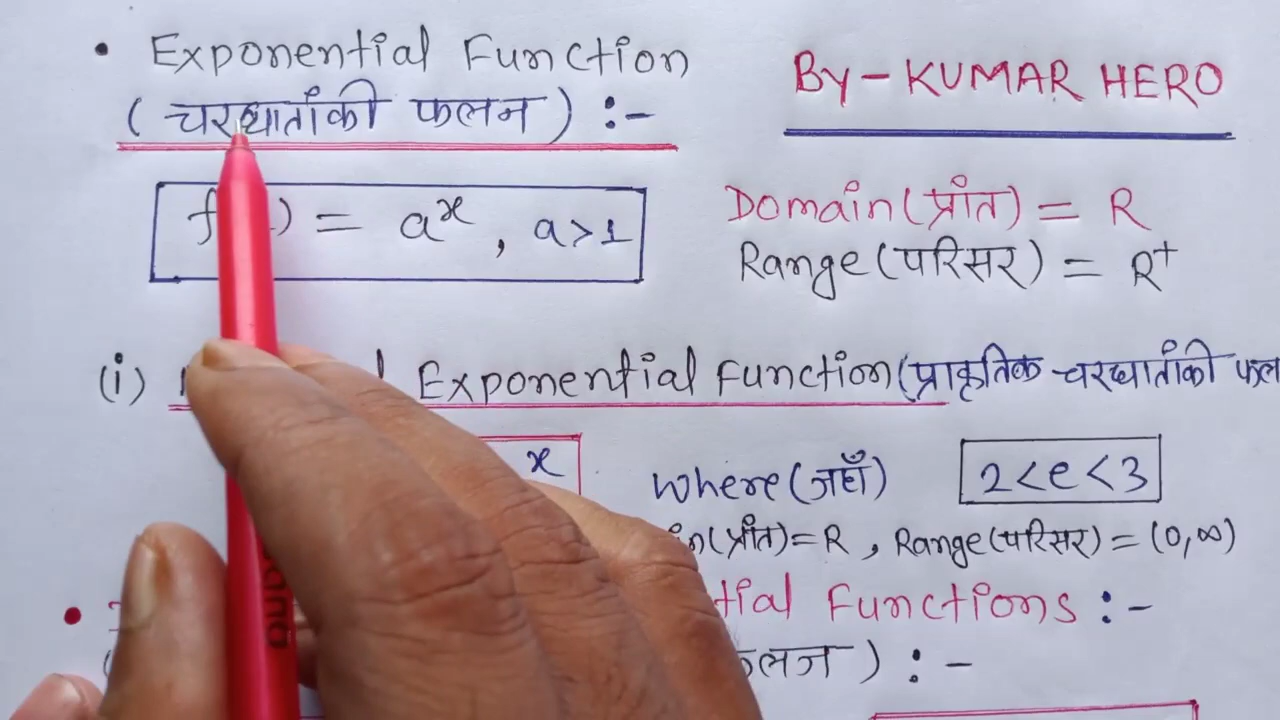 • Exponential Function
(चरघातांकी फलन) :-
By - KUMAR HERO
= aˣ, a>1
Domain(प्रांत) = R
Range(परिसर) = R⁺
(i) Exponential Function(प्राकृतिक चरघातांकी
x
where(जहाँ) 2<e<3
(प्रांत)=R, Range(परिसर)=(0,∞)
• Functions :-
) :-